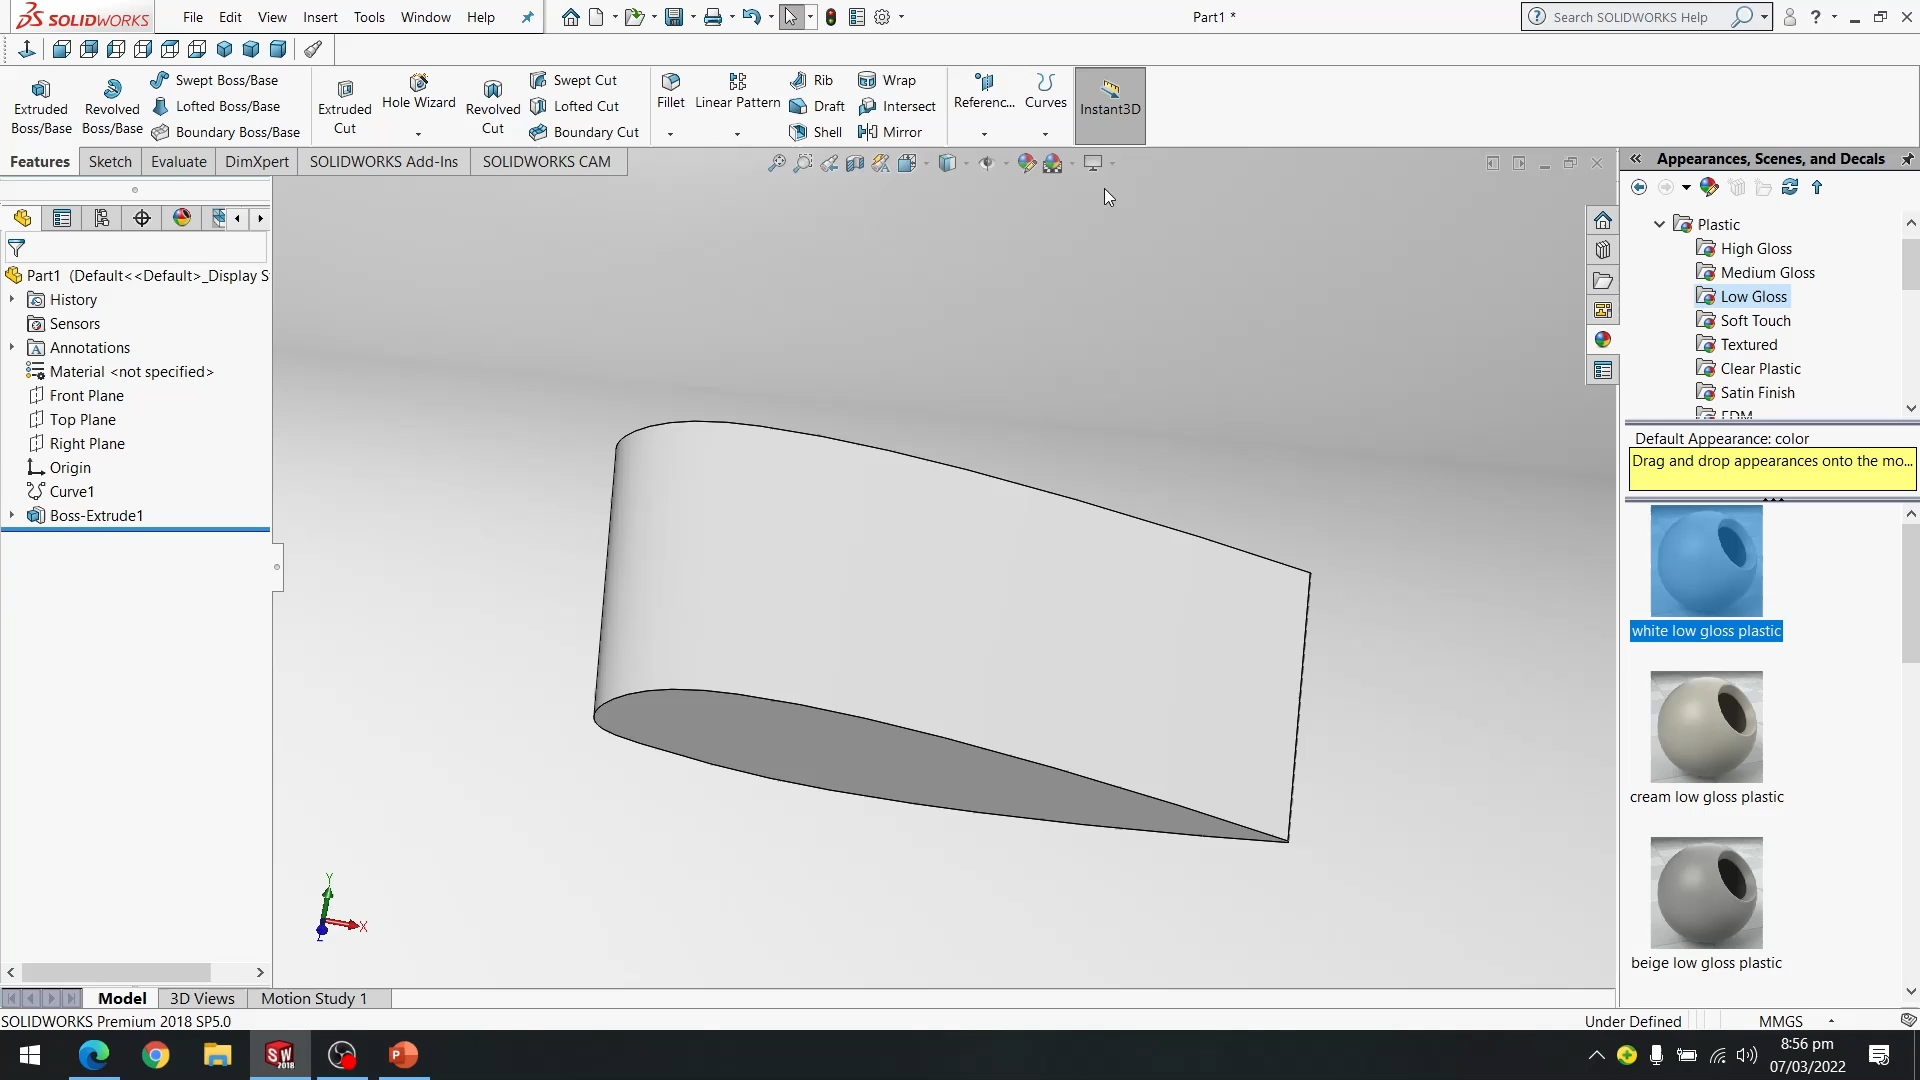 SOLIDWORKS
File
Edit
View
Insert
Tools
Window
Help
Part1 *
Search SOLIDWORKS Help
Extruded Boss/Base
Revolved Boss/Base
Swept Boss/Base
Lofted Boss/Base
Boundary Boss/Base
Extruded Cut
Hole Wizard
Revolved Cut
Swept Cut
Lofted Cut
Boundary Cut
Fillet
Linear Pattern
Rib
Draft
Shell
Wrap
Intersect
Mirror
Referenc...
Curves
Instant3D
Features
Sketch
Evaluate
DimXpert
SOLIDWORKS Add-Ins
SOLIDWORKS CAM
Part1 (Default<<Default>_Display S
History
Sensors
Annotations
Material <not specified>
Front Plane
Top Plane
Right Plane
Origin
Curve1
Boss-Extrude1
Y
X
Z
Appearances, Scenes, and Decals
Plastic
High Gloss
Medium Gloss
Low Gloss
Soft Touch
Textured
Clear Plastic
Satin Finish
EDM
Default Appearance: color
Drag and drop appearances onto the mo...
white low gloss plastic
cream low gloss plastic
beige low gloss plastic
Model
3D Views
Motion Study 1
SOLIDWORKS Premium 2018 SP5.0
Under Defined
MMGS
SW
2018
P
8:56 pm
07/03/2022